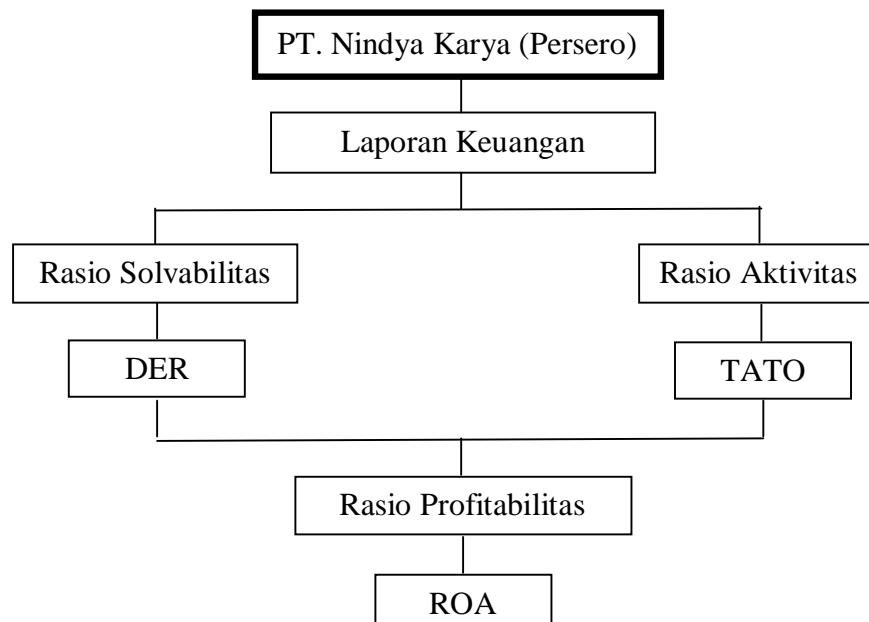 PT. Nindya Karya (Persero)
Laporan Keuangan
Rasio Solvabilitas
Rasio Aktivitas
DER
TATO
Rasio Profitabilitas
ROA